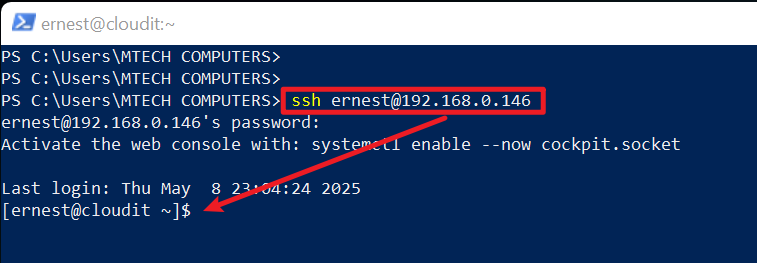 ernest@cloudit:~
PS C:\Users\MTECH COMPUTERS>
PS C:\Users\MTECH COMPUTERS>
PS C:\Users\MTECH COMPUTERS> ssh ernest@192.168.0.146
ernest@192.168.0.146's password:
Activate the web console with: systemctl enable --now cockpit.socket
Last login: Thu May  8 23:04:24 2025
[ernest@cloudit ~]$